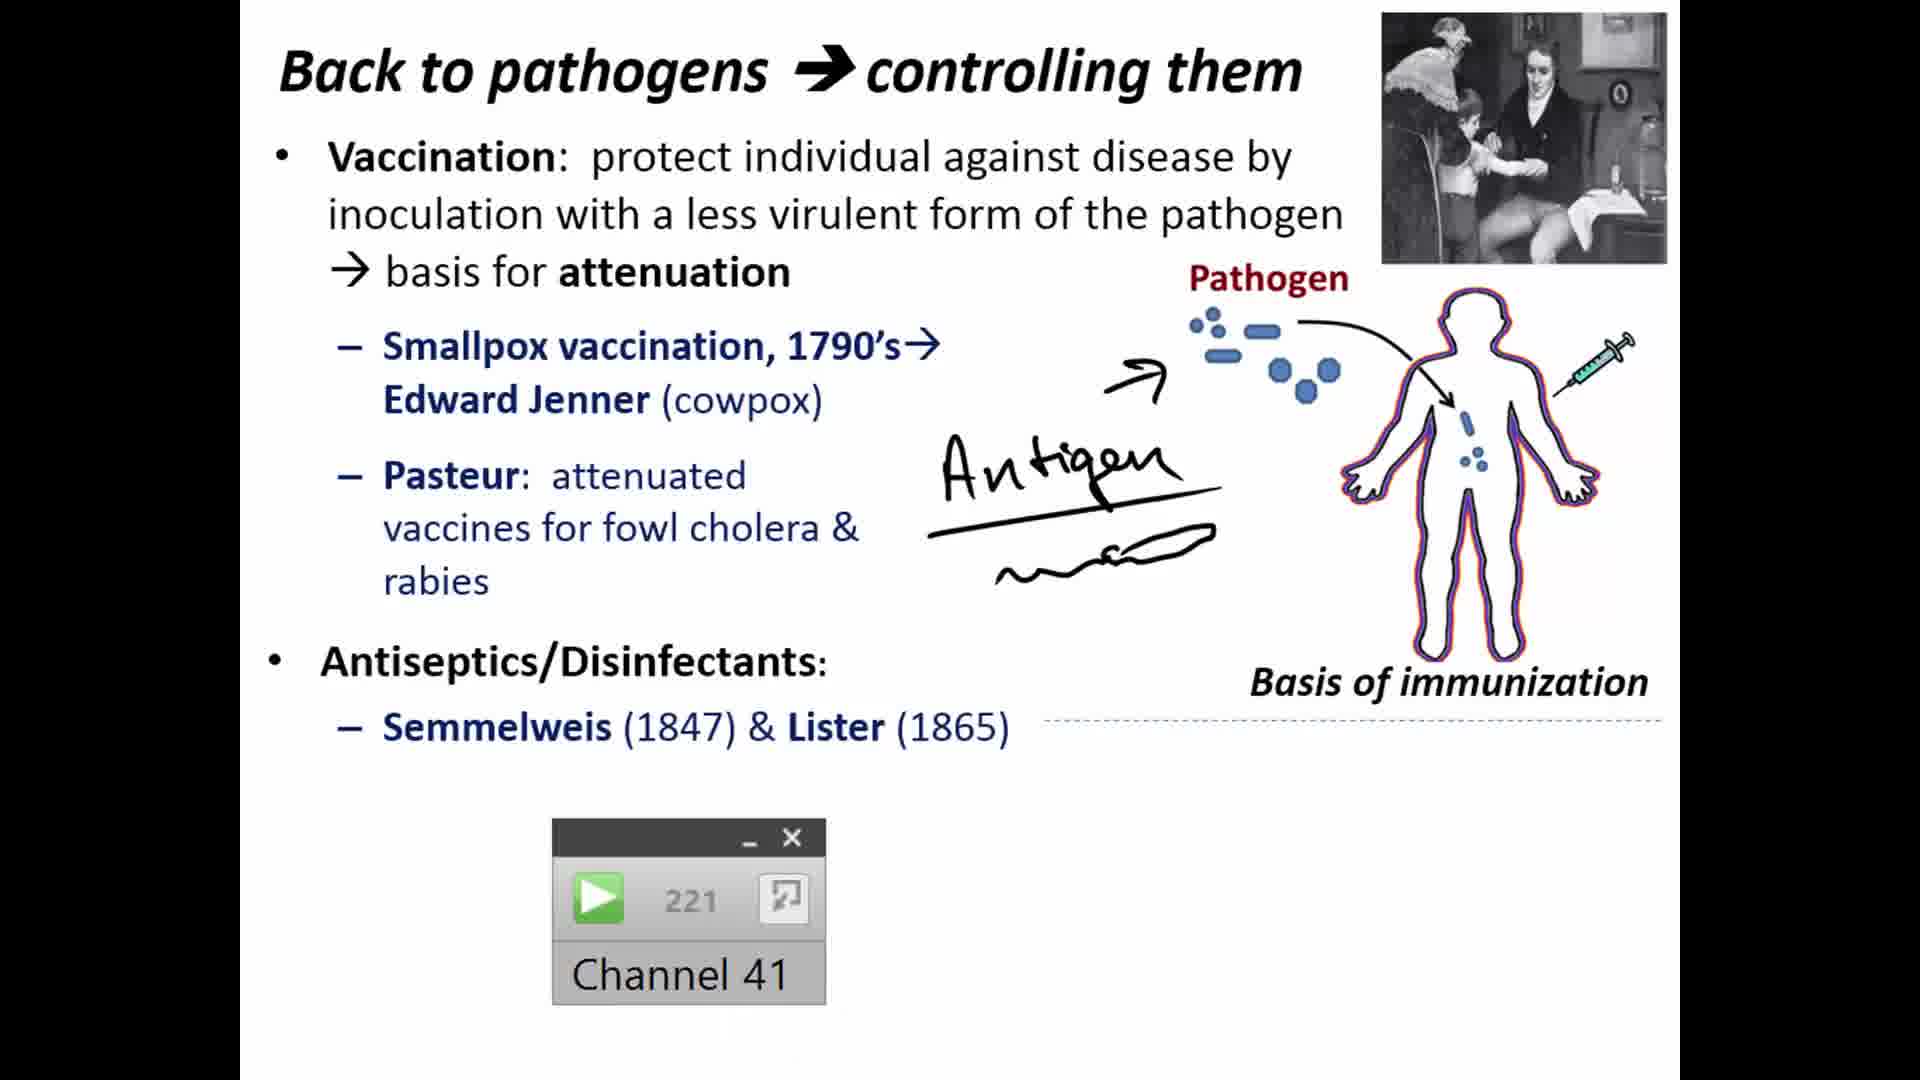 Back to pathogens → controlling them
• Vaccination: protect individual against disease by
inoculation with a less virulent form of the pathogen
→ basis for attenuation
– Smallpox vaccination, 1790’s→
Edward Jenner (cowpox)
– Pasteur: attenuated
vaccines for fowl cholera &
rabies
Pathogen
Antigen
Basis of immunization
• Antiseptics/Disinfectants:
– Semmelweis (1847) & Lister (1865)
221
Channel 41